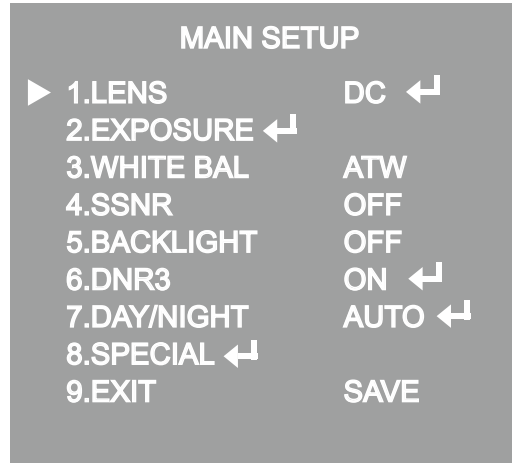 MAIN SETUP
1.LENS DC ↵
2.EXPOSURE ↵
3.WHITE BAL ATW
4.SSNR OFF
5.BACKLIGHT OFF
6.DNR3 ON ↵
7.DAY/NIGHT AUTO ↵
8.SPECIAL ↵
9.EXIT SAVE